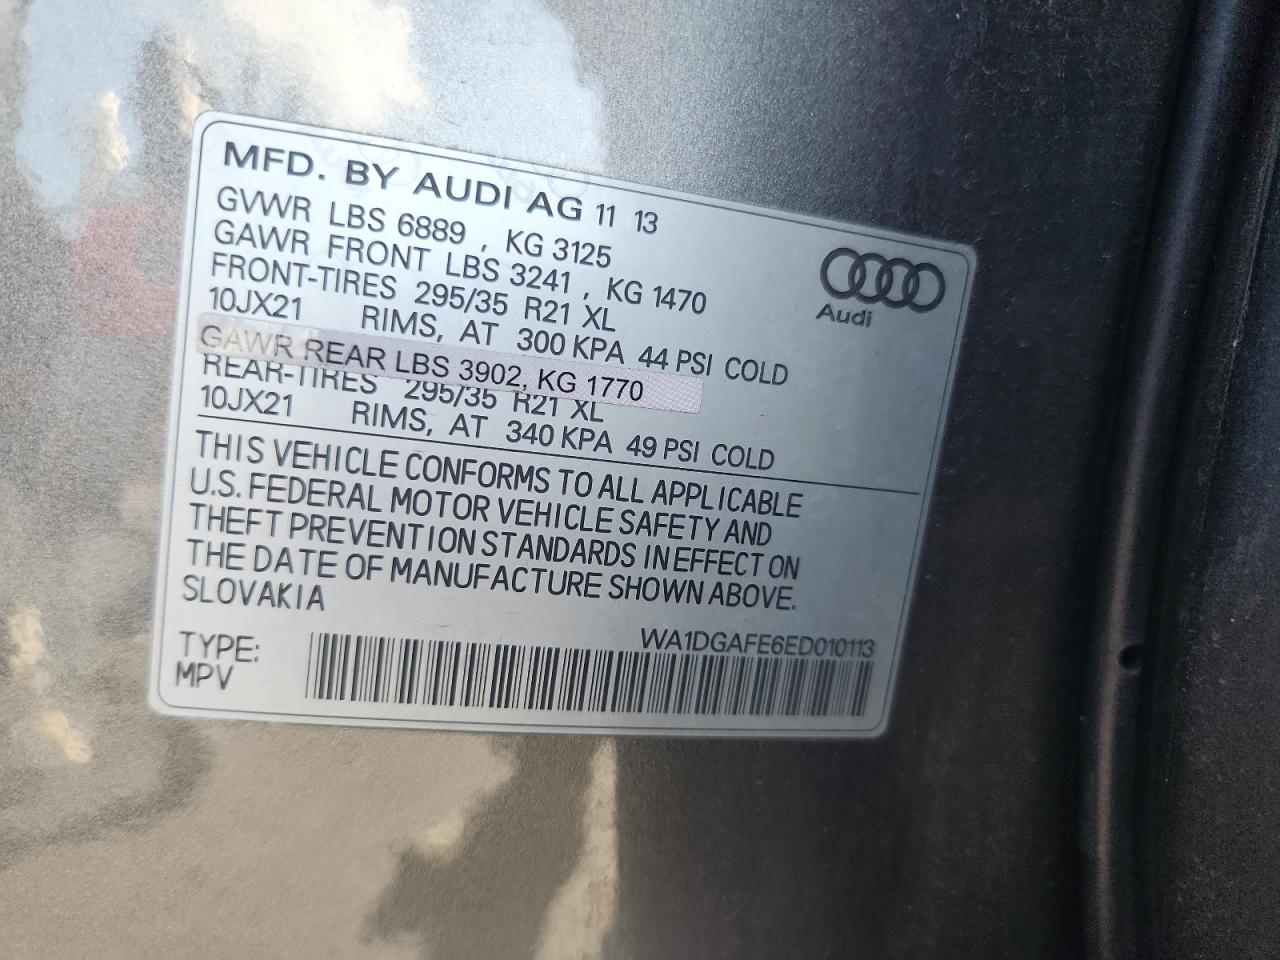 MFD. BY AUDI AG 11 13
GVWR LBS 6889 , KG 3125
GAWR FRONT LBS 3241 , KG 1470
FRONT-TIRES 295/35 R21 XL
10JX21 RIMS, AT 300 KPA 44 PSI COLD
GAWR REAR LBS 3902, KG 1770
REAR-TIRES 295/35 R21 XL
10JX21 RIMS, AT 340 KPA 49 PSI COLD
Audi
THIS VEHICLE CONFORMS TO ALL APPLICABLE
U.S. FEDERAL MOTOR VEHICLE SAFETY AND
THEFT PREVENTION STANDARDS IN EFFECT ON
THE DATE OF MANUFACTURE SHOWN ABOVE.
SLOVAKIA
WA1DGAFE6ED010113
TYPE:
MPV